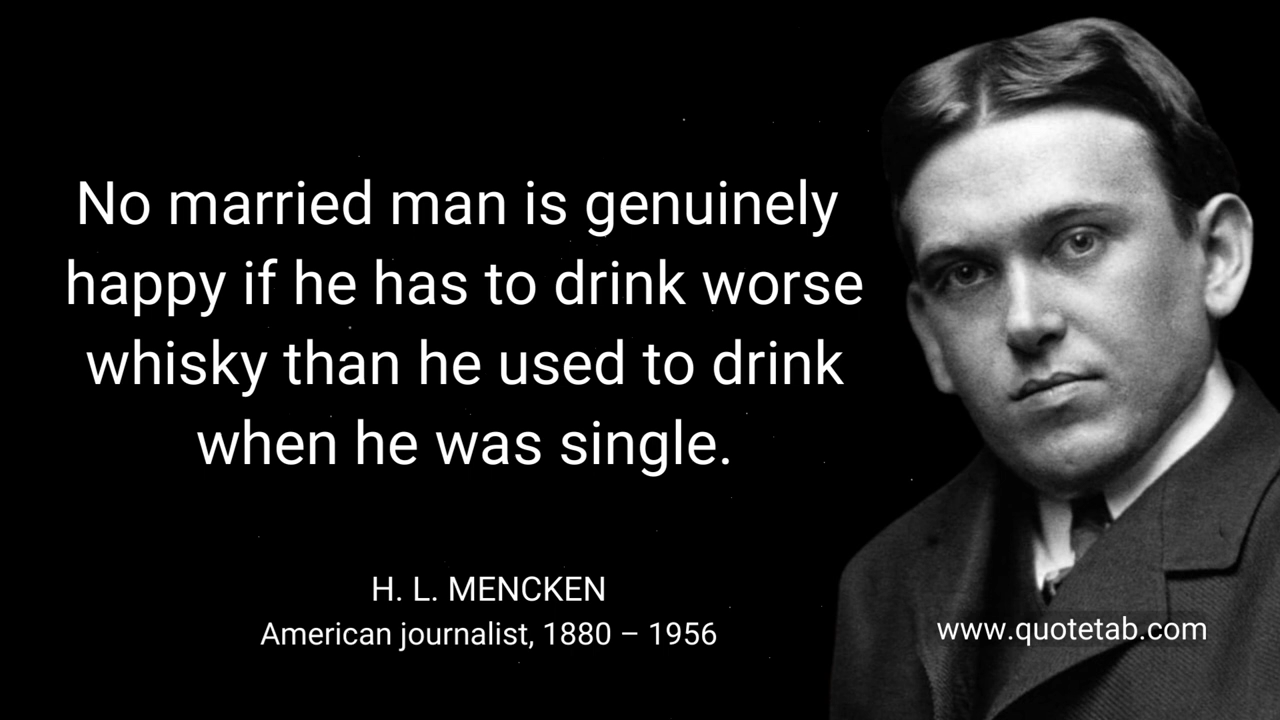 No married man is genuinely
happy if he has to drink worse
whisky than he used to drink
when he was single.
H. L. MENCKEN
American journalist, 1880 – 1956
www.quotetab.com